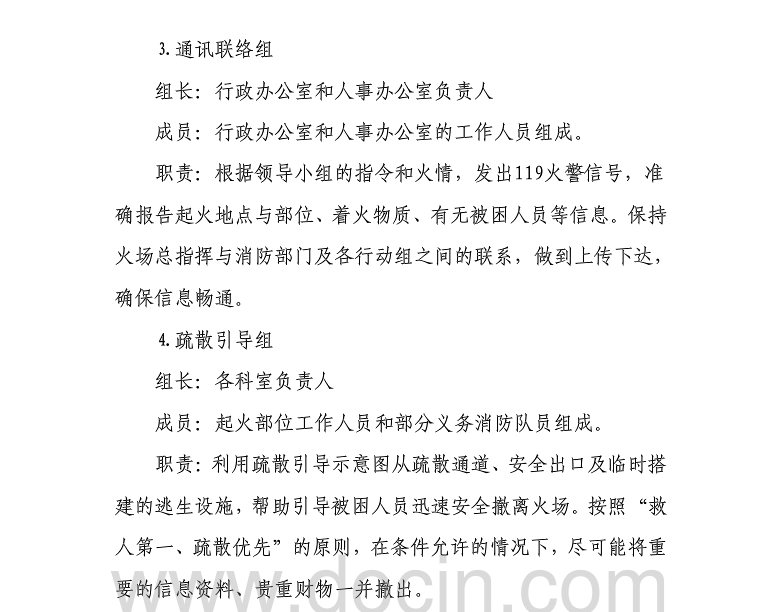 3.通讯联络组
组长：行政办公室和人事办公室负责人
成员：行政办公室和人事办公室的工作人员组成。
职责：根据领导小组的指令和火情，发出119火警信号，准
确报告起火地点与部位、着火物质、有无被困人员等信息。保持
火场总指挥与消防部门及各行动组之间的联系，做到上传下达，
确保信息畅通。
4.疏散引导组
组长：各科室负责人
成员：起火部位工作人员和部分义务消防队员组成。
职责：利用疏散引导示意图从疏散通道、安全出口及临时搭
建的逃生设施，帮助引导被困人员迅速安全撤离火场。按照“救
人第一、疏散优先”的原则，在条件允许的情况下，尽可能将重
要的信息资料、贵重财物一并撤出。
www.docin.com